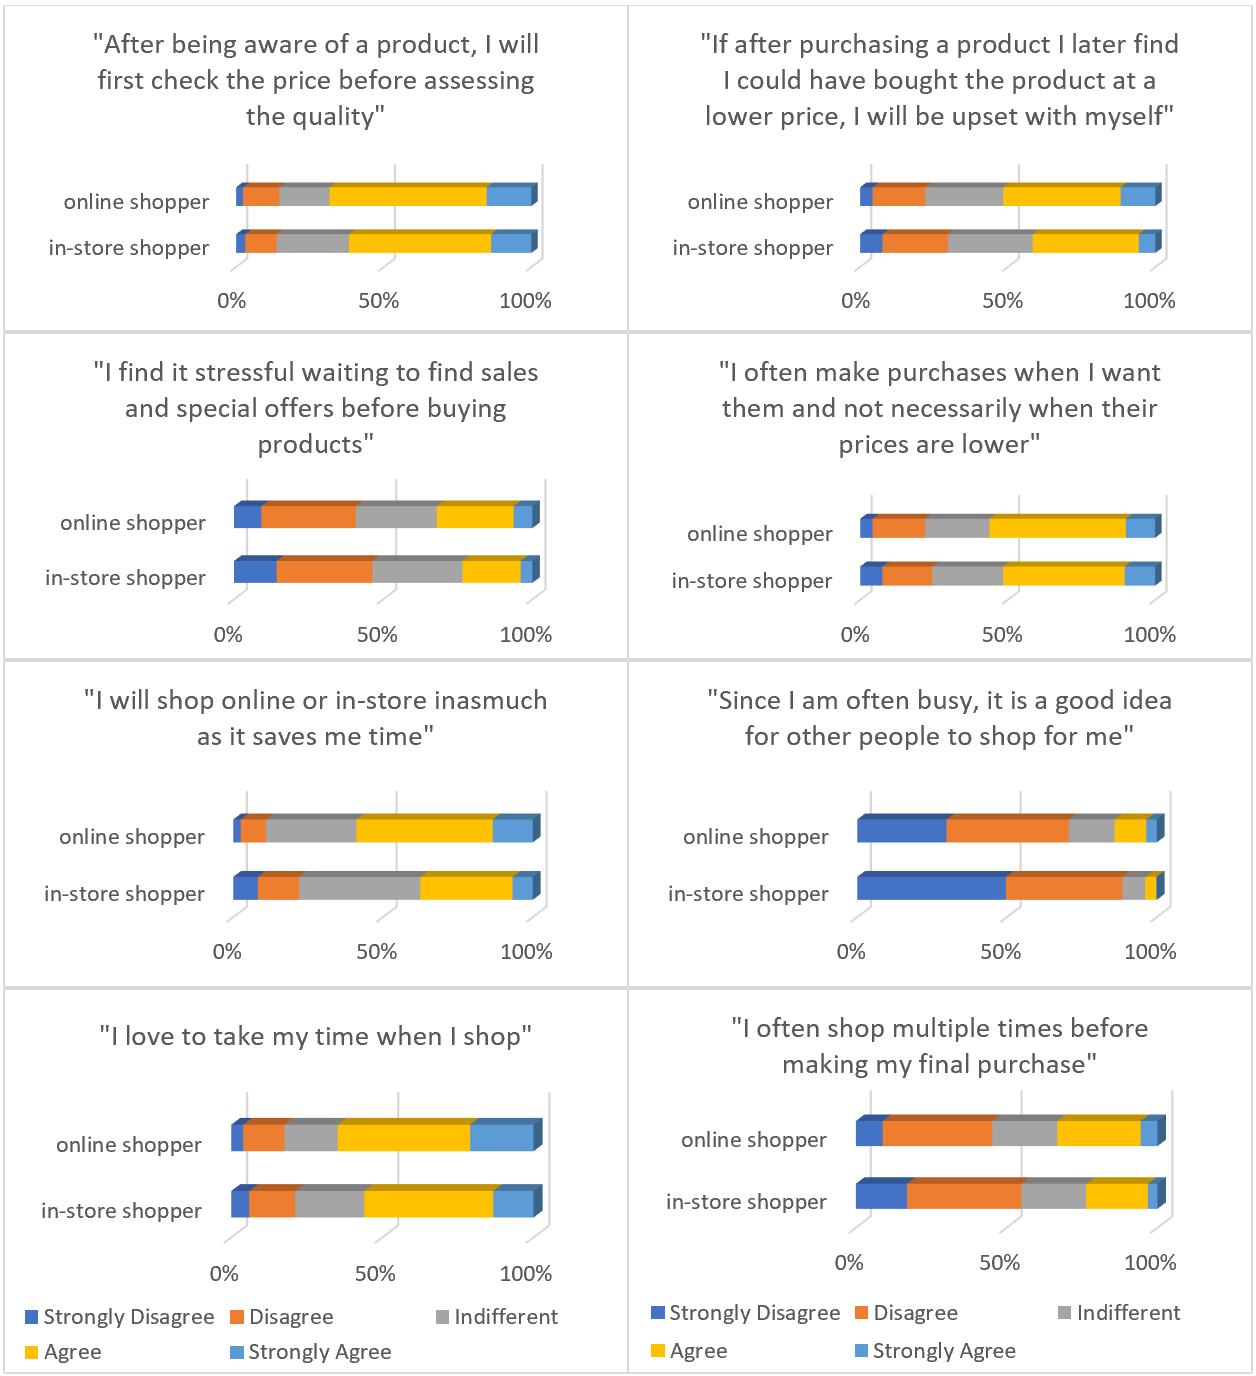 "After being aware of a product, I will
first check the price before assessing
the quality"
online shopper
in-store shopper
0%
50%
100%
"If after purchasing a product I later find
I could have bought the product at a
lower price, I will be upset with myself"
online shopper
in-store shopper
0%
50%
100%
"I find it stressful waiting to find sales
and special offers before buying
products"
online shopper
in-store shopper
0%
50%
100%
"I often make purchases when I want
them and not necessarily when their
prices are lower"
online shopper
in-store shopper
0%
50%
100%
"I will shop online or in-store inasmuch
as it saves me time"
online shopper
in-store shopper
0%
50%
100%
"Since I am often busy, it is a good idea
for other people to shop for me"
online shopper
in-store shopper
0%
50%
100%
"I love to take my time when I shop"
online shopper
in-store shopper
0%
50%
100%
Strongly Disagree
Disagree
Indifferent
Agree
Strongly Agree
"I often shop multiple times before
making my final purchase"
online shopper
in-store shopper
0%
50%
100%
Strongly Disagree
Disagree
Indifferent
Agree
Strongly Agree